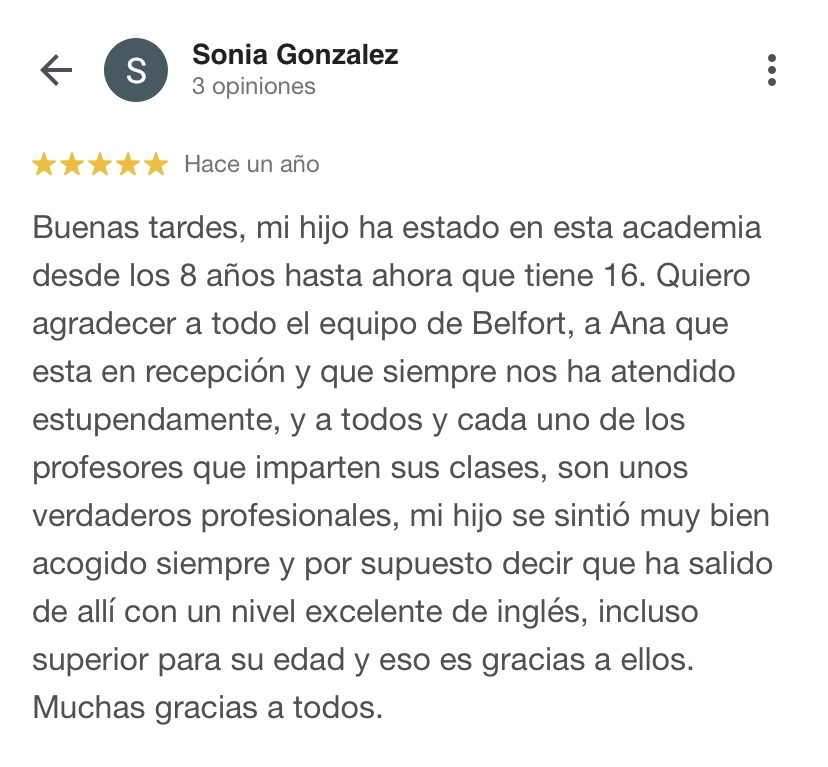 S
Sonia Gonzalez
3 opiniones
Hace un año
Buenas tardes, mi hijo ha estado en esta academia
desde los 8 años hasta ahora que tiene 16. Quiero
agradecer a todo el equipo de Belfort, a Ana que
esta en recepción y que siempre nos ha atendido
estupendamente, y a todos y cada uno de los
profesores que imparten sus clases, son unos
verdaderos profesionales, mi hijo se sintió muy bien
acogido siempre y por supuesto decir que ha salido
de allí con un nivel excelente de inglés, incluso
superior para su edad y eso es gracias a ellos.
Muchas gracias a todos.